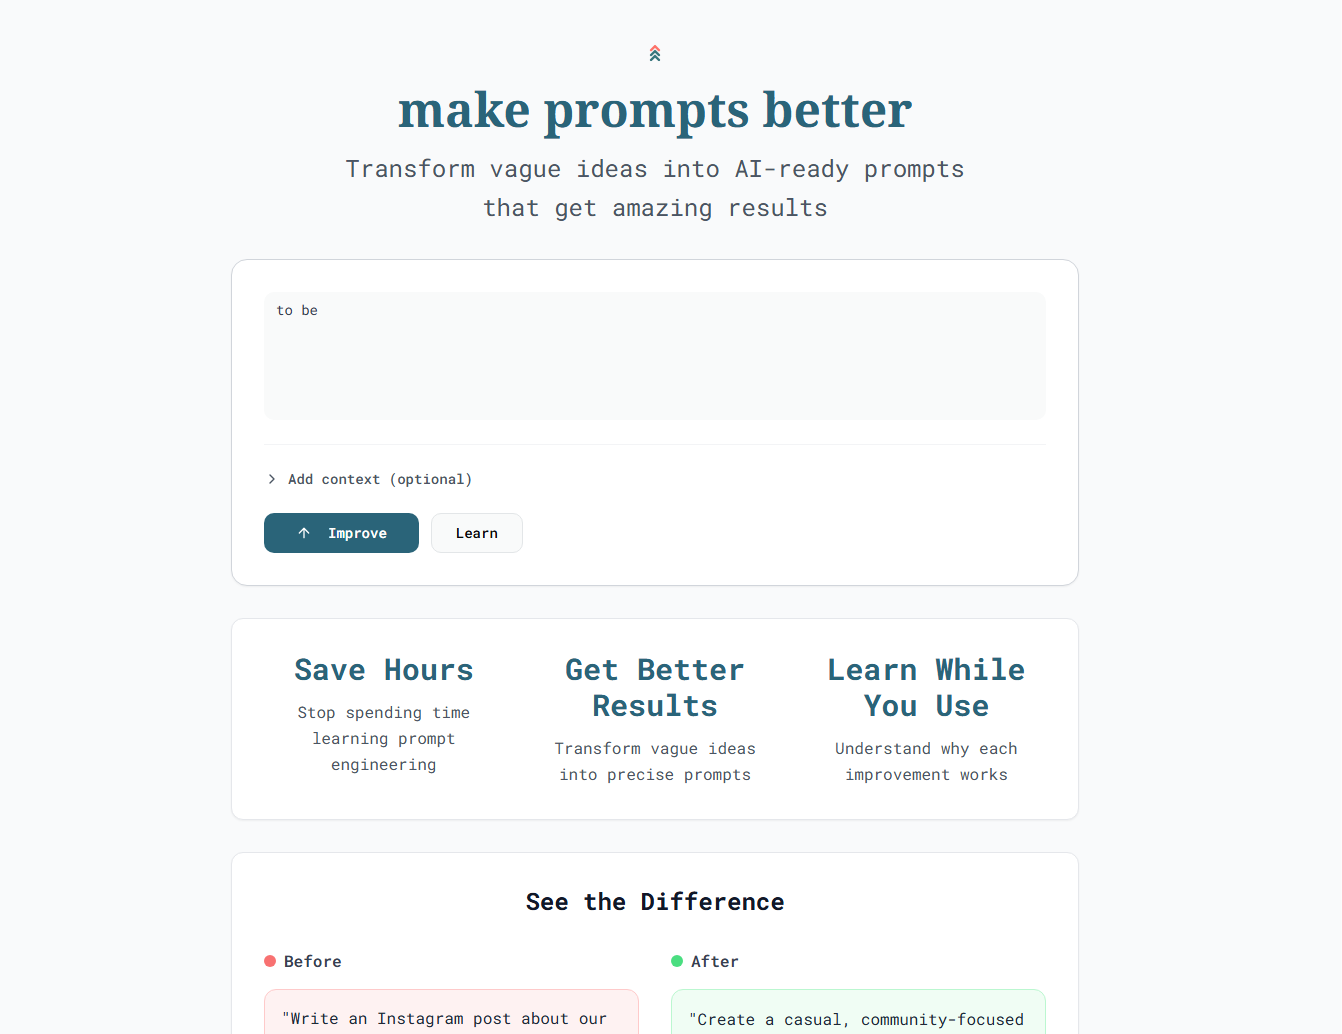 make prompts better
Transform vague ideas into AI-ready prompts
that get amazing results
to be
Add context (optional)
Improve
Learn
Save Hours
Stop spending time
learning prompt
engineering
Get Better
Results
Transform vague ideas
into precise prompts
Learn While
You Use
Understand why each
improvement works
See the Difference
Before
"Write an Instagram post about our
After
"Create a casual, community-focused